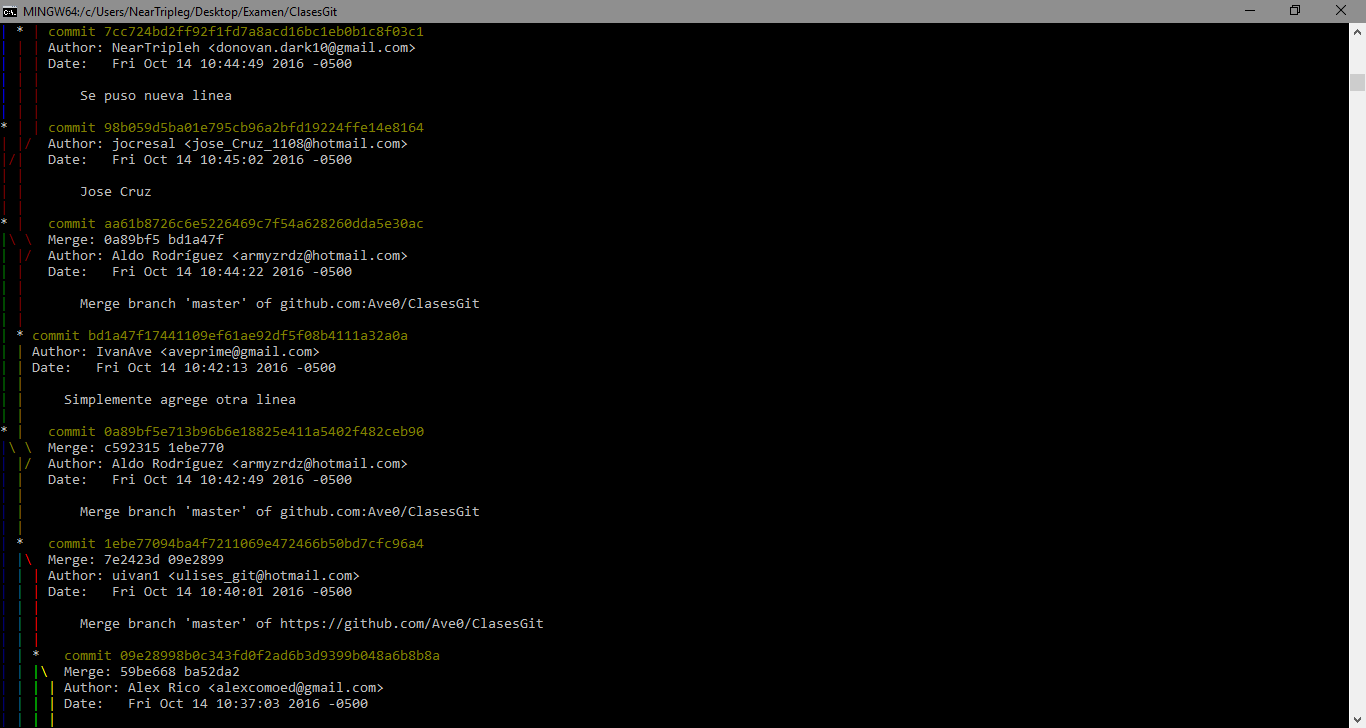 MINGW64:/c/Users/NearTripleg/Desktop/Examen/ClasesGit
* | | commit 7cc724bd2ff92f1fd7a8acd16bc1eb0b1c8f03c1
Author: NearTripleh <donovan.dark10@gmail.com>
Date:   Fri Oct 14 10:44:49 2016 -0500
Se puso nueva linea
* | | commit 98b059d5ba01e795cb96a2bfd19224ffe14e8164
Author: jocresal <jose_Cruz_1108@hotmail.com>
Date:   Fri Oct 14 10:45:02 2016 -0500
Jose Cruz
* | commit aa61b8726c6e5226469c7f54a628260dda5e30ac
Merge: 0a89bf5 bd1a47f
Author: Aldo Rodríguez <armyzrdz@hotmail.com>
Date:   Fri Oct 14 10:44:22 2016 -0500
Merge branch 'master' of github.com:Ave0/ClasesGit
* commit bd1a47f17441109ef61ae92df5f08b4111a32a0a
Author: IvanAve <aveprime@gmail.com>
Date:   Fri Oct 14 10:42:13 2016 -0500
Simplemente agrege otra linea
* | commit 0a89bf5e713b96b6e18825e411a5402f482ceb90
Merge: c592315 1ebe770
Author: Aldo Rodríguez <armyzrdz@hotmail.com>
Date:   Fri Oct 14 10:42:49 2016 -0500
Merge branch 'master' of github.com:Ave0/ClasesGit
* commit 1ebe77094ba4f7211069e472466b50bd7cfc96a4
Merge: 7e2423d 09e2899
Author: uivan1 <ulises_git@hotmail.com>
Date:   Fri Oct 14 10:40:01 2016 -0500
Merge branch 'master' of https://github.com/Ave0/ClasesGit
* commit 09e28998b0c343fd0f2ad6b3d9399b048a6b8b8a
Merge: 59be668 ba52da2
Author: Alex Rico <alexcomoed@gmail.com>
Date:   Fri Oct 14 10:37:03 2016 -0500